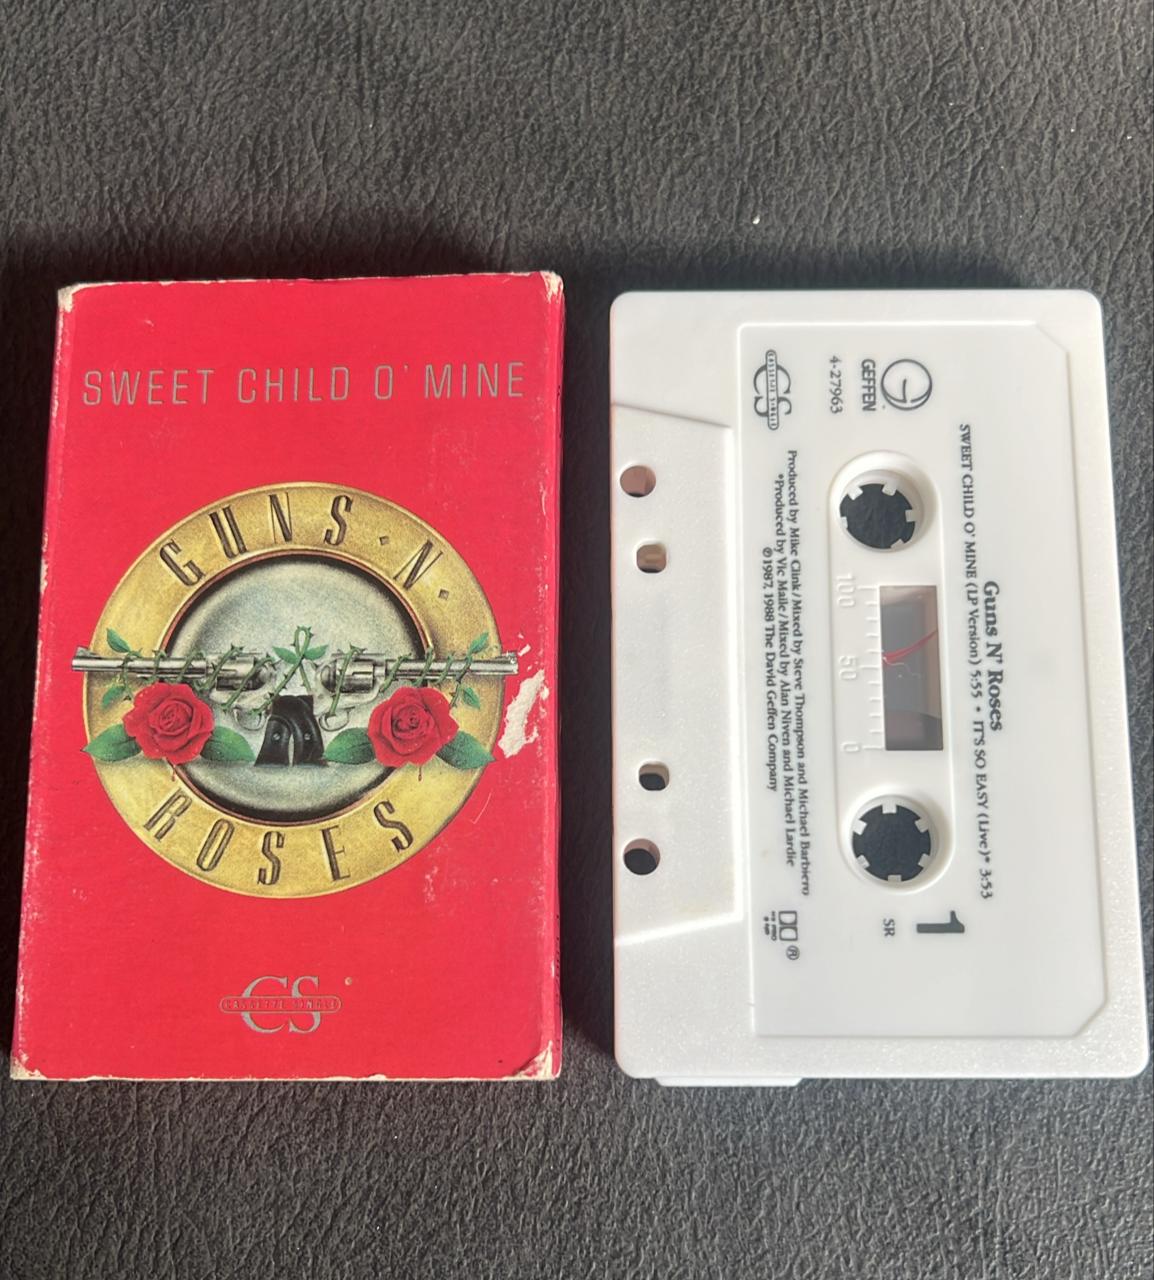 SWEET CHILD O' MINE
GUNS · N ·
ROSES
CS
CASSETTE SINGLE
Guns N' Roses
SWEET CHILD O' MINE (LP Version) 5:55 • IT'S SO EASY (Live)* 3:53
GEFFEN
4-27963
1
SR
100 50 0
CS
CASSETTE SINGLE
Produced by Mike Clink/Mixed by Steve Thompson and Michael Barbiero
*Produced by Vic Maile/Mixed by Alan Niven and Michael Lardie
℗1987, 1988 The David Geffen Company